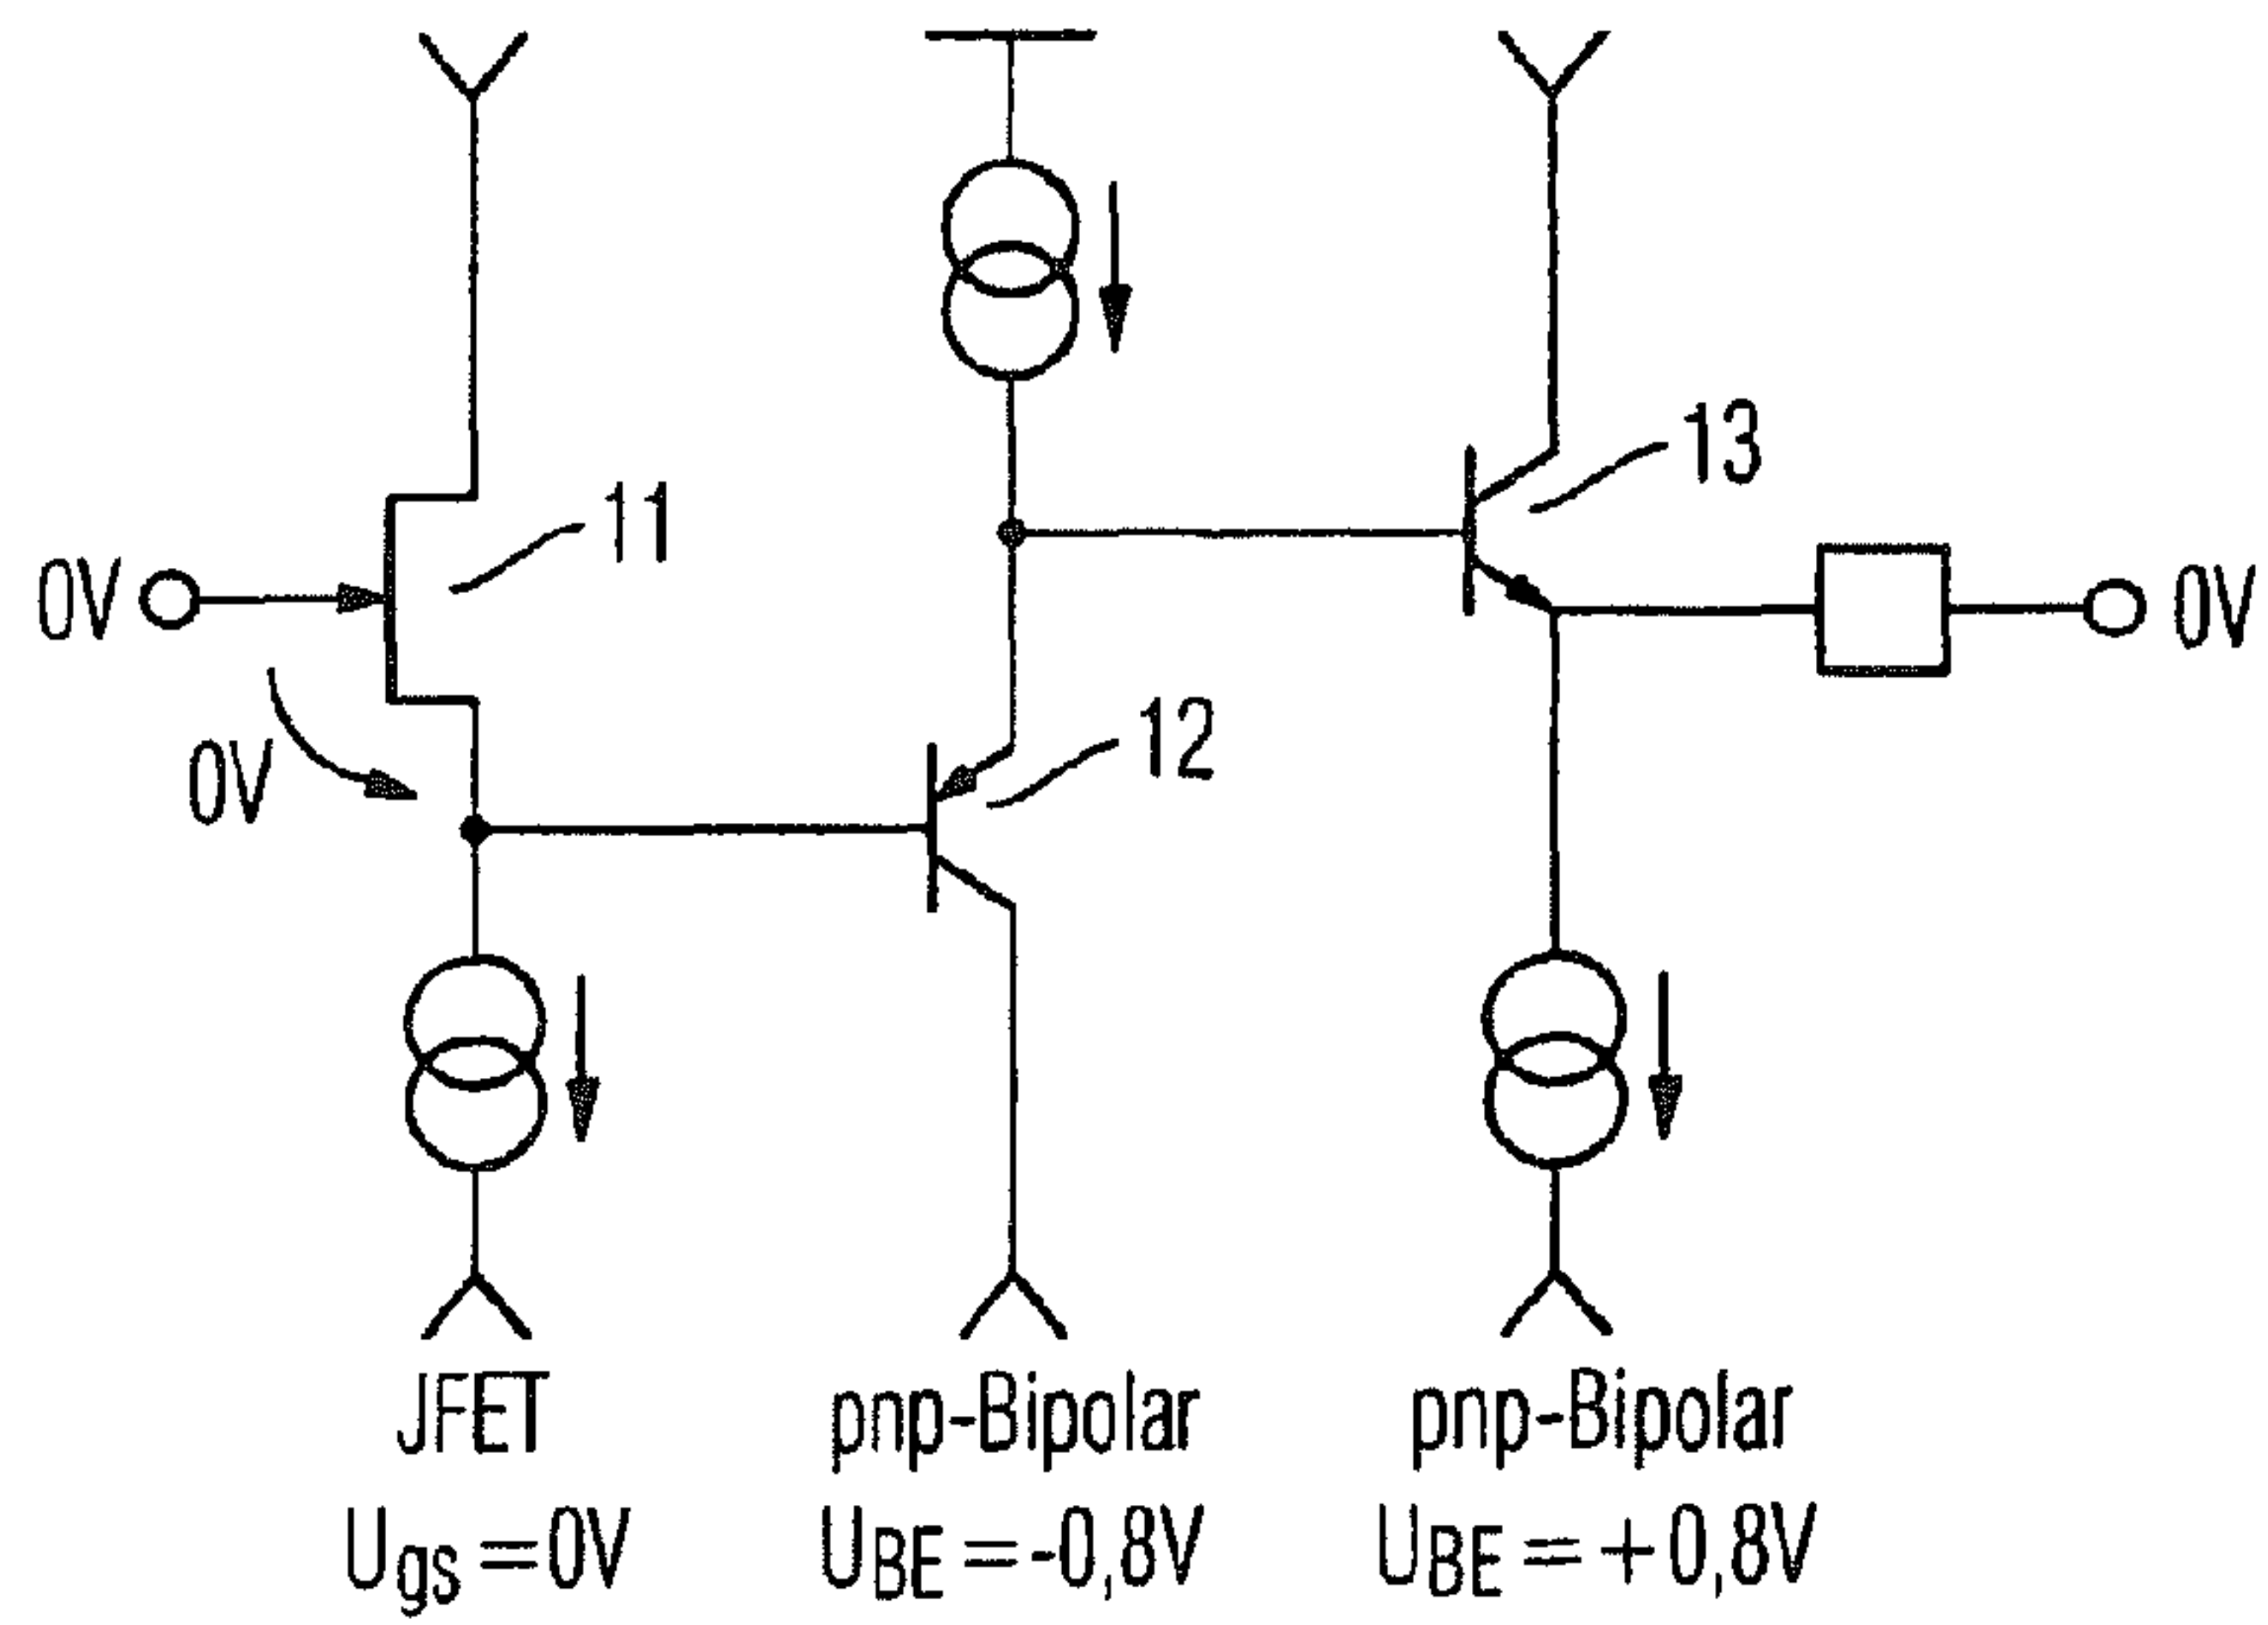 13
11
0V
0V
12
0V
JFET
pnp-Bipolar
pnp-Bipolar
Ugs=0V
UBE=-0,8V
UBE=+0,8V